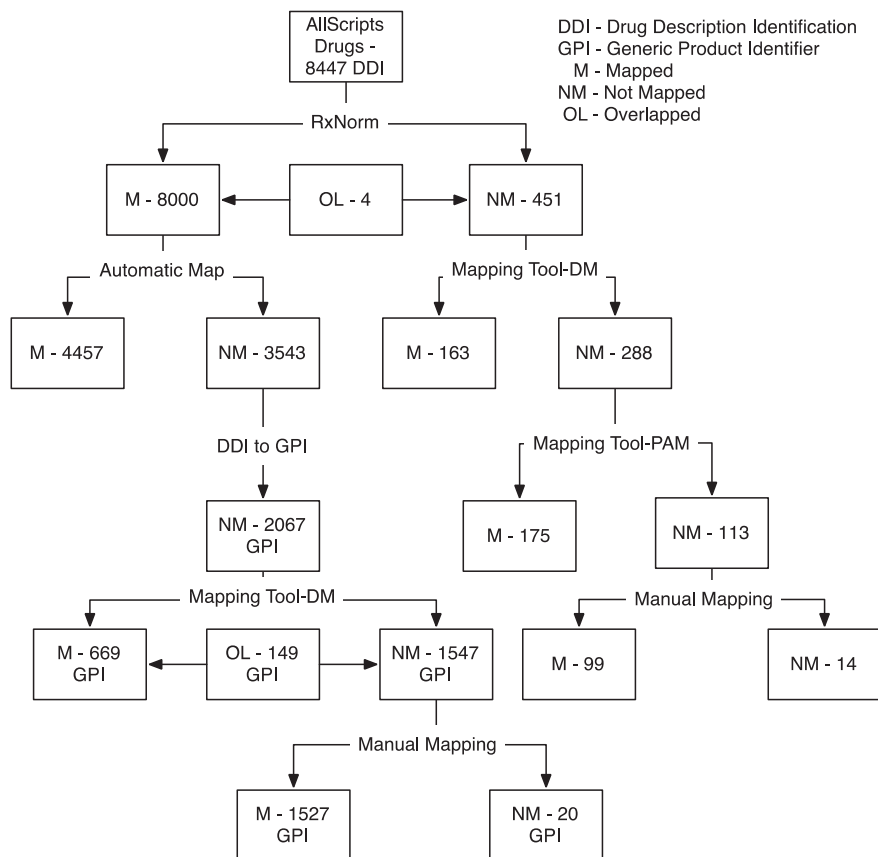 AllScripts
Drugs -
8447 DDI
DDI - Drug Description Identification
GPI - Generic Product Identifier
M - Mapped
NM - Not Mapped
OL - Overlapped
RxNorm
M - 8000
OL - 4
NM - 451
Automatic Map
Mapping Tool-DM
M - 4457
NM - 3543
M - 163
NM - 288
DDI to GPI
Mapping Tool-PAM
NM - 2067
GPI
M - 175
NM - 113
Mapping Tool-DM
Manual Mapping
M - 669
GPI
OL - 149
GPI
NM - 1547
GPI
M - 99
NM - 14
Manual Mapping
M - 1527
GPI
NM - 20
GPI